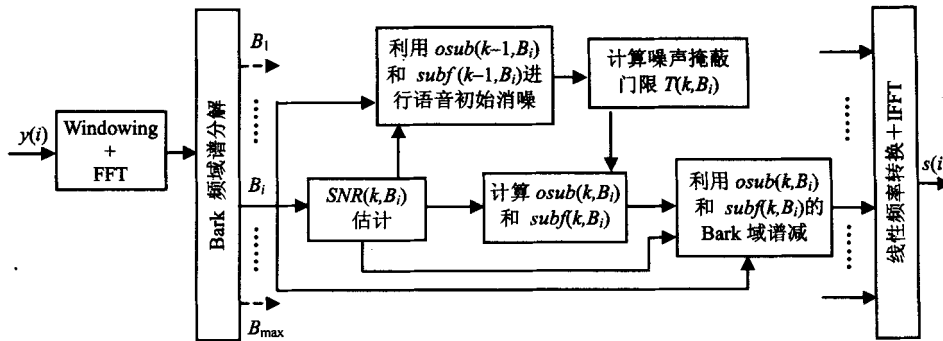 y(i)
Windowing
+
FFT
Bark 频域谱分解
B₁
Bᵢ
Bmax
利用 osub(k−1,Bᵢ)
和 subf(k−1,Bᵢ)进
行语音初始消噪
计算噪声掩蔽
门限 T(k,Bᵢ)
SNR(k,Bᵢ)
估计
计算 osub(k,Bᵢ)
和 subf(k,Bᵢ)
利用 osub(k,Bᵢ)
和 subf(k,Bᵢ)的
Bark 域谱减
线性频率转换+IFFT
s(i